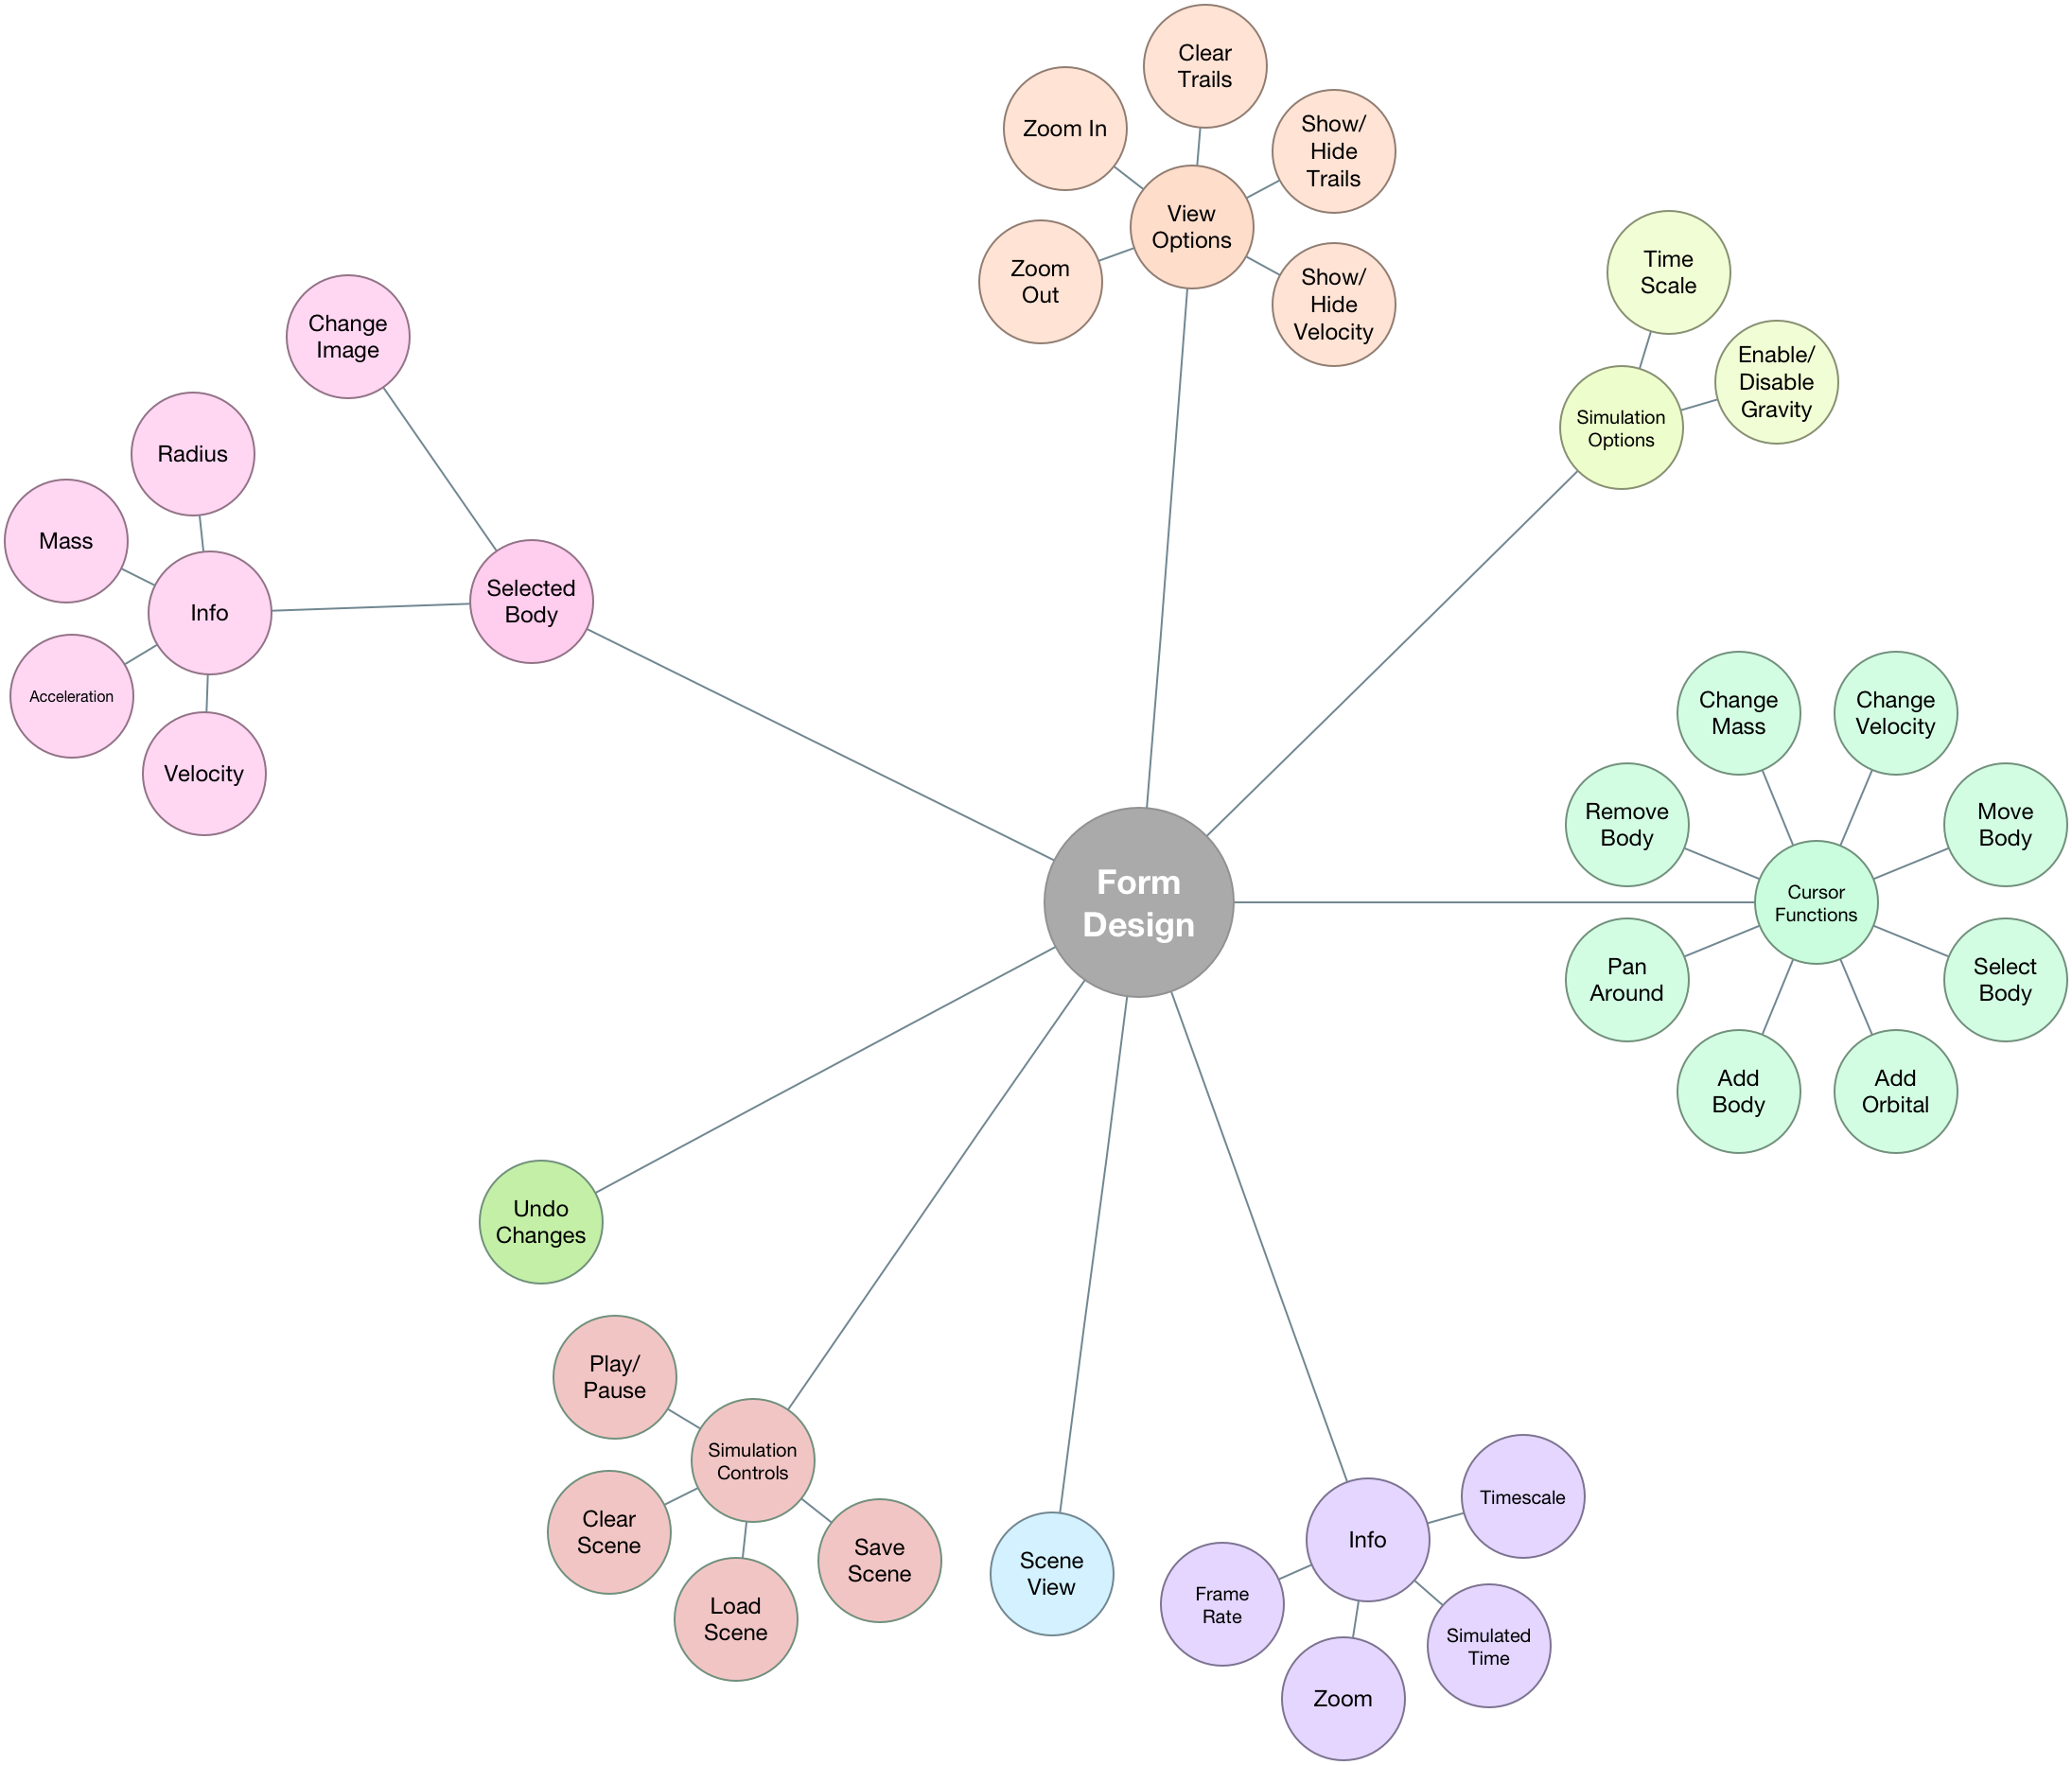 Clear
Trails
Zoom In
Show/
Hide
Trails
View
Options
Zoom
Out
Show/
Hide
Velocity
Time
Scale
Enable/
Disable
Gravity
Simulation
Options
Change
Image
Radius
Mass
Info
Selected
Body
Acceleration
Velocity
Change
Mass
Change
Velocity
Remove
Body
Move
Body
Cursor
Functions
Pan
Around
Select
Body
Add
Body
Add
Orbital
Form
Design
Undo
Changes
Play/
Pause
Simulation
Controls
Clear
Scene
Load
Scene
Save
Scene
Scene
View
Info
Timescale
Frame
Rate
Simulated
Time
Zoom